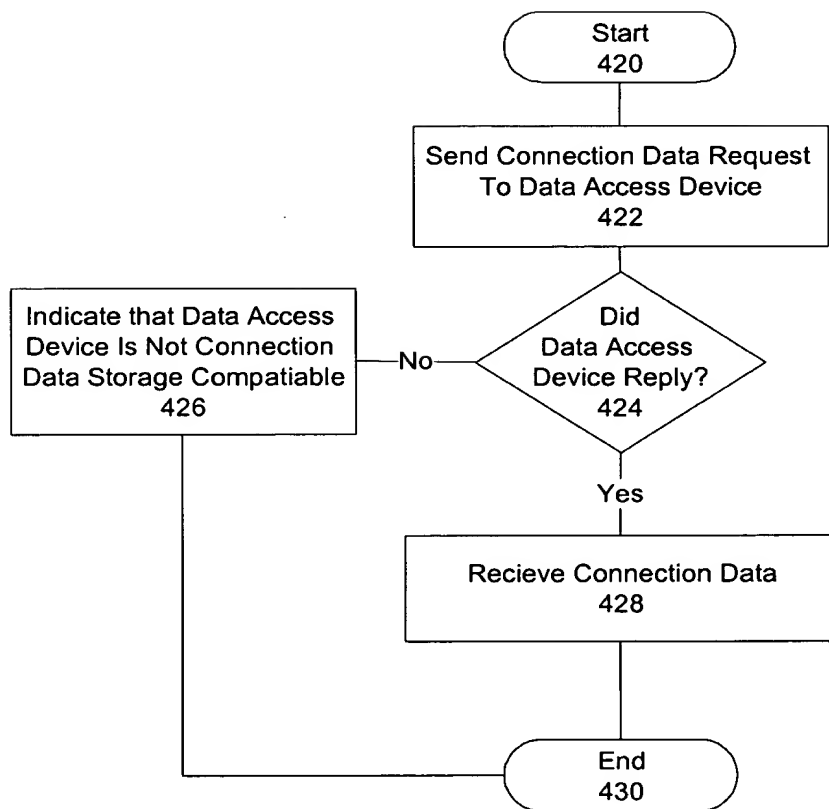 Start
420
Send Connection Data Request
To Data Access Device
422
Did
Data Access
Device Reply?
424
No
Indicate that Data Access
Device Is Not Connection
Data Storage Compatiable
426
Yes
Recieve Connection Data
428
End
430